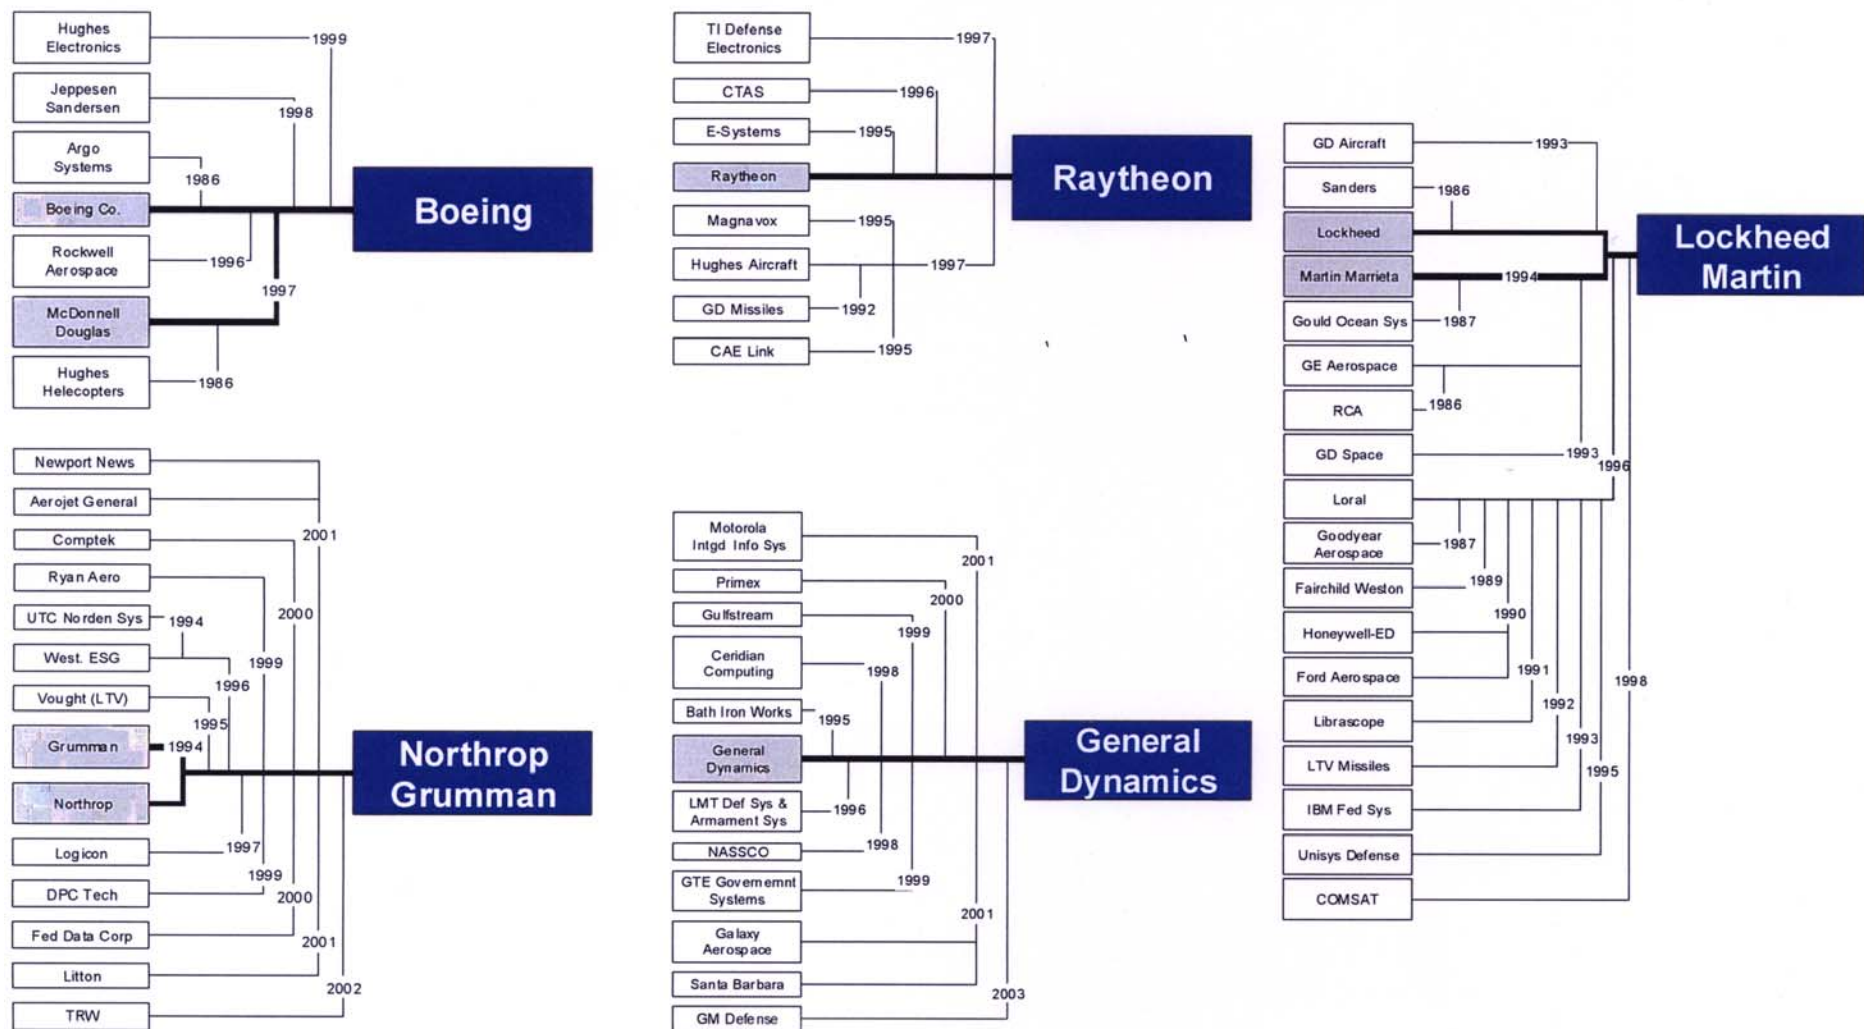 Hughes
Electronics
1999
Jeppesen
Sandersen
1998
Argo
Systems
1986
Boeing Co.
Boeing
Rockwell
Aerospace
1996
1997
McDonnell
Douglas
Hughes
Helecopters
1986
TI Defense
Electronics
1997
CTAS
1996
E-Systems
1995
Raytheon
Raytheon
Magnavox
1995
Hughes Aircraft
1997
GD Missiles
1992
CAE Link
1995
GD Aircraft
1993
Sanders
1986
Lockheed
Lockheed
Martin
Martin Marrieta
1994
Gould Ocean Sys
1987
GE Aerospace
1986
RCA
GD Space
1993
1996
Loral
Goodyear
Aerospace
1987
Fairchild Weston
1989
1990
Honeywell-ED
Ford Aerospace
1991
1998
Librascope
1992
1993
LTV Missiles
1995
IBM Fed Sys
Unisys Defense
COMSAT
Newport News
Aerojet General
2001
Comptek
Ryan Aero
2000
UTC Norden Sys
1994
West. ESG
1999
1996
Vought (LTV)
1995
Grumman
1994
Northrop
Grumman
Northrop
Logicon
1997
1999
DPC Tech
2000
Fed Data Corp
2001
Litton
2002
TRW
Motorola
Intgd Info Sys
2001
Primex
2000
Gulfstream
1999
Ceridian
Computing
1998
Bath Iron Works
1995
General
Dynamics
General
Dynamics
LMT Def Sys &
Armament Sys
1996
NASSCO
1998
GTE Governemnt
Systems
1999
2001
Galaxy
Aerospace
Santa Barbara
2003
GM Defense